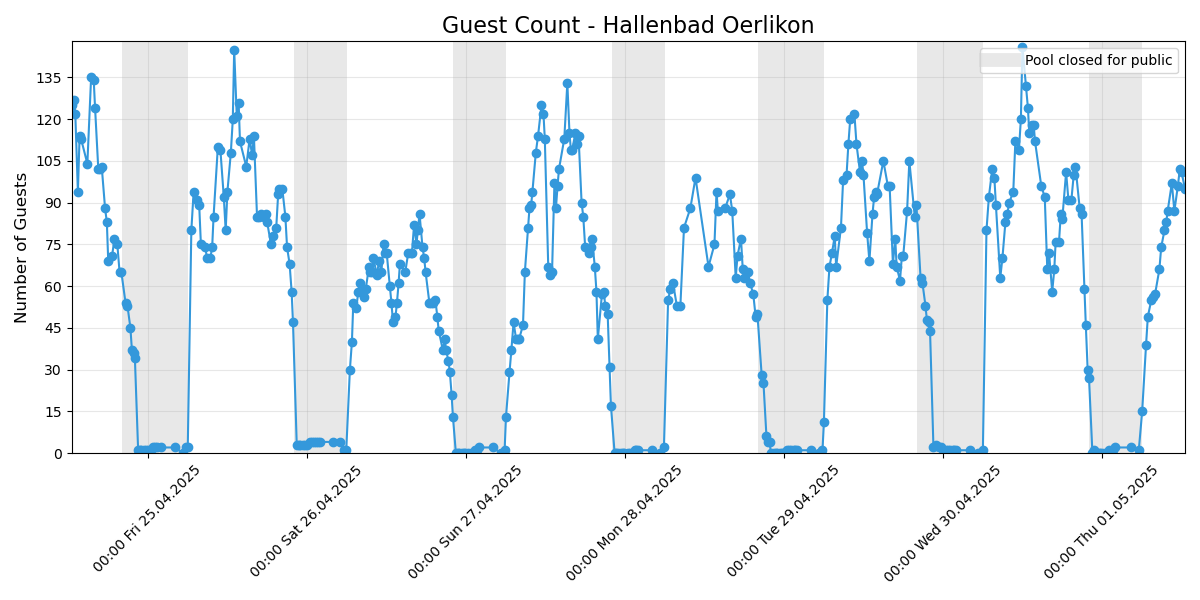 Guest Count - Hallenbad Oerlikon
Pool closed for public
Number of Guests
135
120
105
90
75
60
45
30
15
0
00:00 Fri 25.04.2025
00:00 Sat 26.04.2025
00:00 Sun 27.04.2025
00:00 Mon 28.04.2025
00:00 Tue 29.04.2025
00:00 Wed 30.04.2025
00:00 Thu 01.05.2025